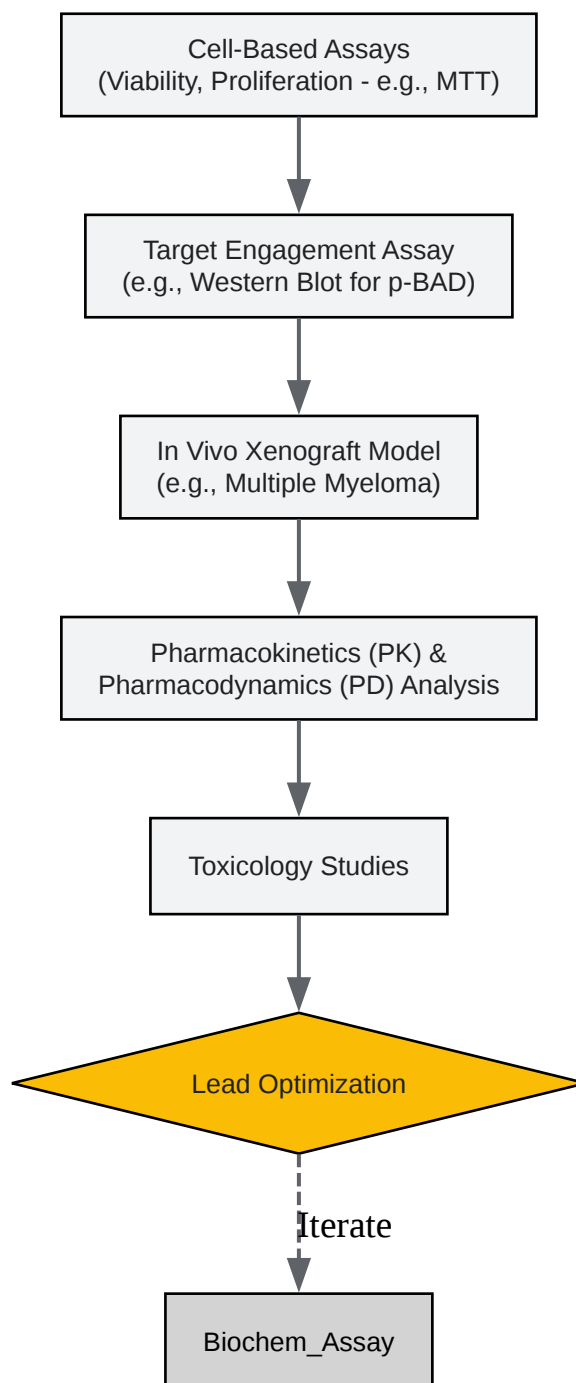 Cell-Based Assays
(Viability, Proliferation - e.g., MTT)
Target Engagement Assay
(e.g., Western Blot for p-BAD)
In Vivo Xenograft Model
(e.g., Multiple Myeloma)
Pharmacokinetics (PK) &
Pharmacodynamics (PD) Analysis
Toxicology Studies
Lead Optimization
Iterate
Biochem_Assay